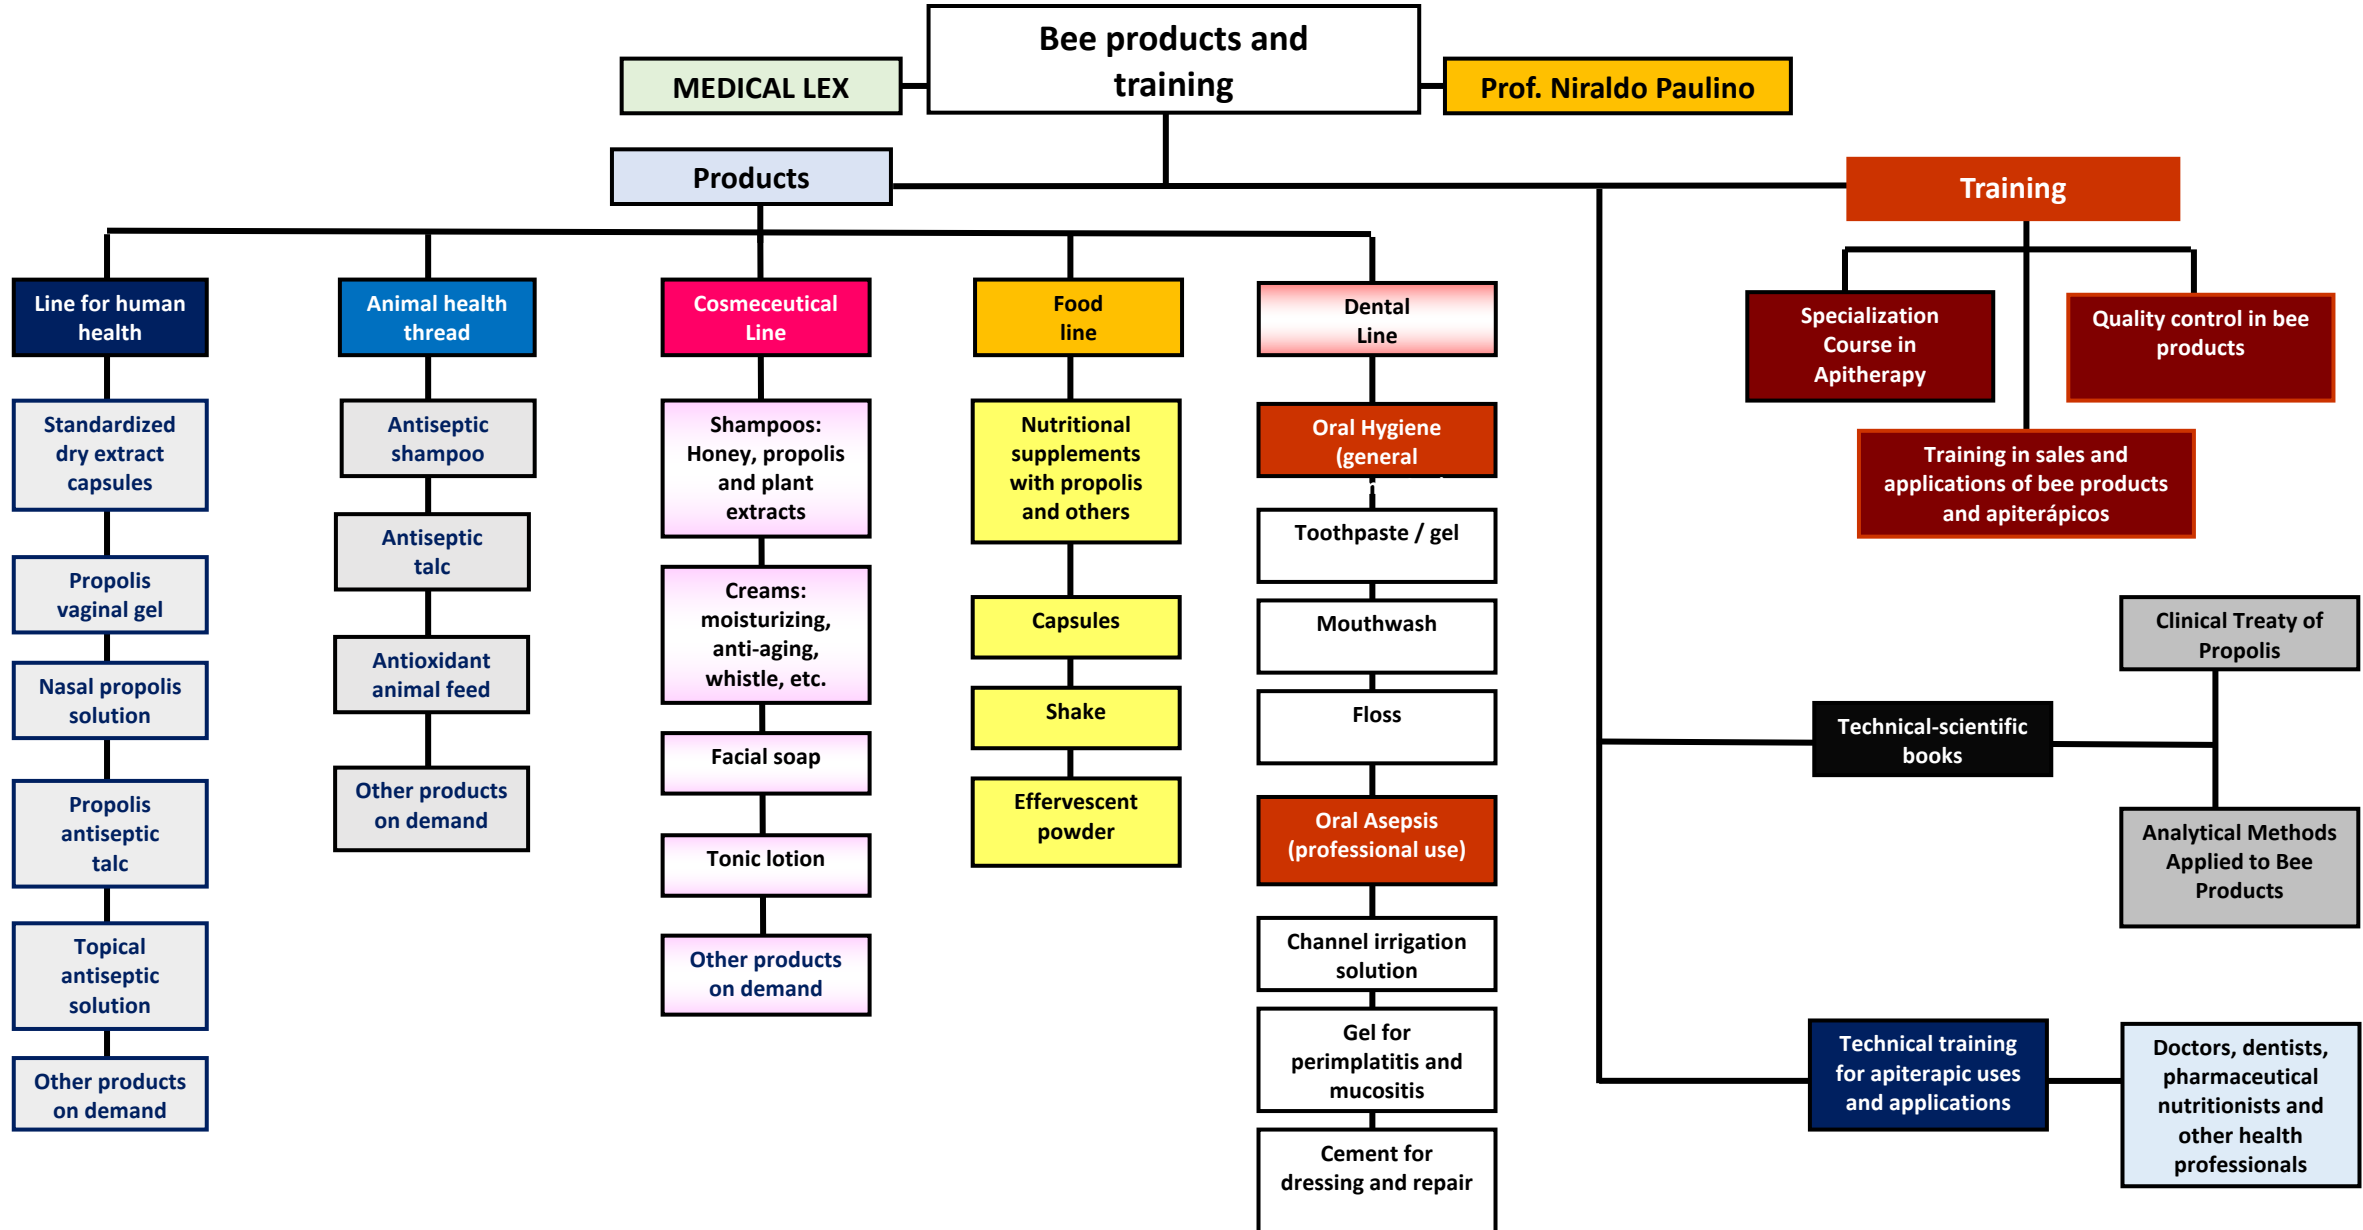 Bee products and
training
MEDICAL LEX
Prof. Niraldo Paulino
Products
Training
Line for human
health
Standardized
dry extract
capsules
Propolis
vaginal gel
Nasal propolis
solution
Propolis
antiseptic
talc
Topical
antiseptic
solution
Other products
on demand
Animal health
thread
Antiseptic
shampoo
Antiseptic
talc
Antioxidant
animal feed
Other products
on demand
Cosmeceutical
Line
Shampoos:
Honey, propolis
and plant
extracts
Creams:
moisturizing,
anti-aging,
whistle, etc.
Facial soap
Tonic lotion
Other products
on demand
Food
line
Nutritional
supplements
with propolis
and others
Capsules
Shake
Effervescent
powder
Dental
Line
Oral Hygiene
(general
Toothpaste / gel
Mouthwash
Floss
Oral Asepsis
(professional use)
Channel irrigation
solution
Gel for
perimplatitis and
mucositis
Cement for
dressing and repair
Specialization
Course in
Apitherapy
Quality control in bee
products
Training in sales and
applications of bee products
and apiterápicos
Technical-scientific
books
Clinical Treaty of
Propolis
Analytical Methods
Applied to Bee
Products
Technical training
for apiterapic uses
and applications
Doctors, dentists,
pharmaceutical
nutritionists and
other health
professionals